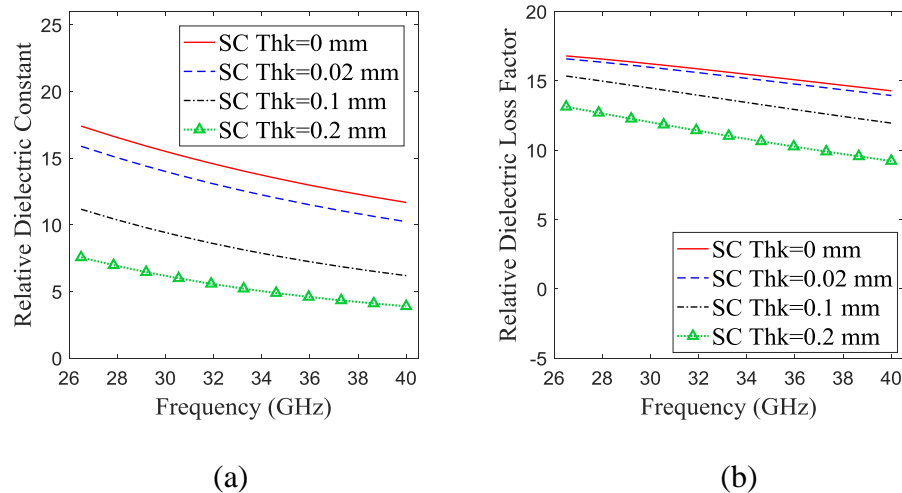 25
20
15
10
5
0
Relative Dielectric Constant
SC Thk=0 mm
SC Thk=0.02 mm
SC Thk=0.1 mm
SC Thk=0.2 mm
26 28 30 32 34 36 38 40
Frequency (GHz)
(a)
20
15
10
5
0
-5
Relative Dielectric Loss Factor
SC Thk=0 mm
SC Thk=0.02 mm
SC Thk=0.1 mm
SC Thk=0.2 mm
26 28 30 32 34 36 38 40
Frequency (GHz)
(b)